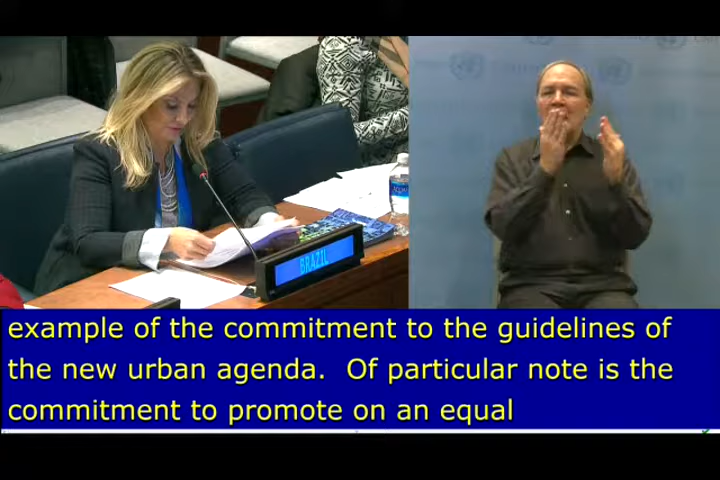 BRAZIL
example of the commitment to the guidelines of
the new urban agenda.  Of particular note is the
commitment to promote on an equal